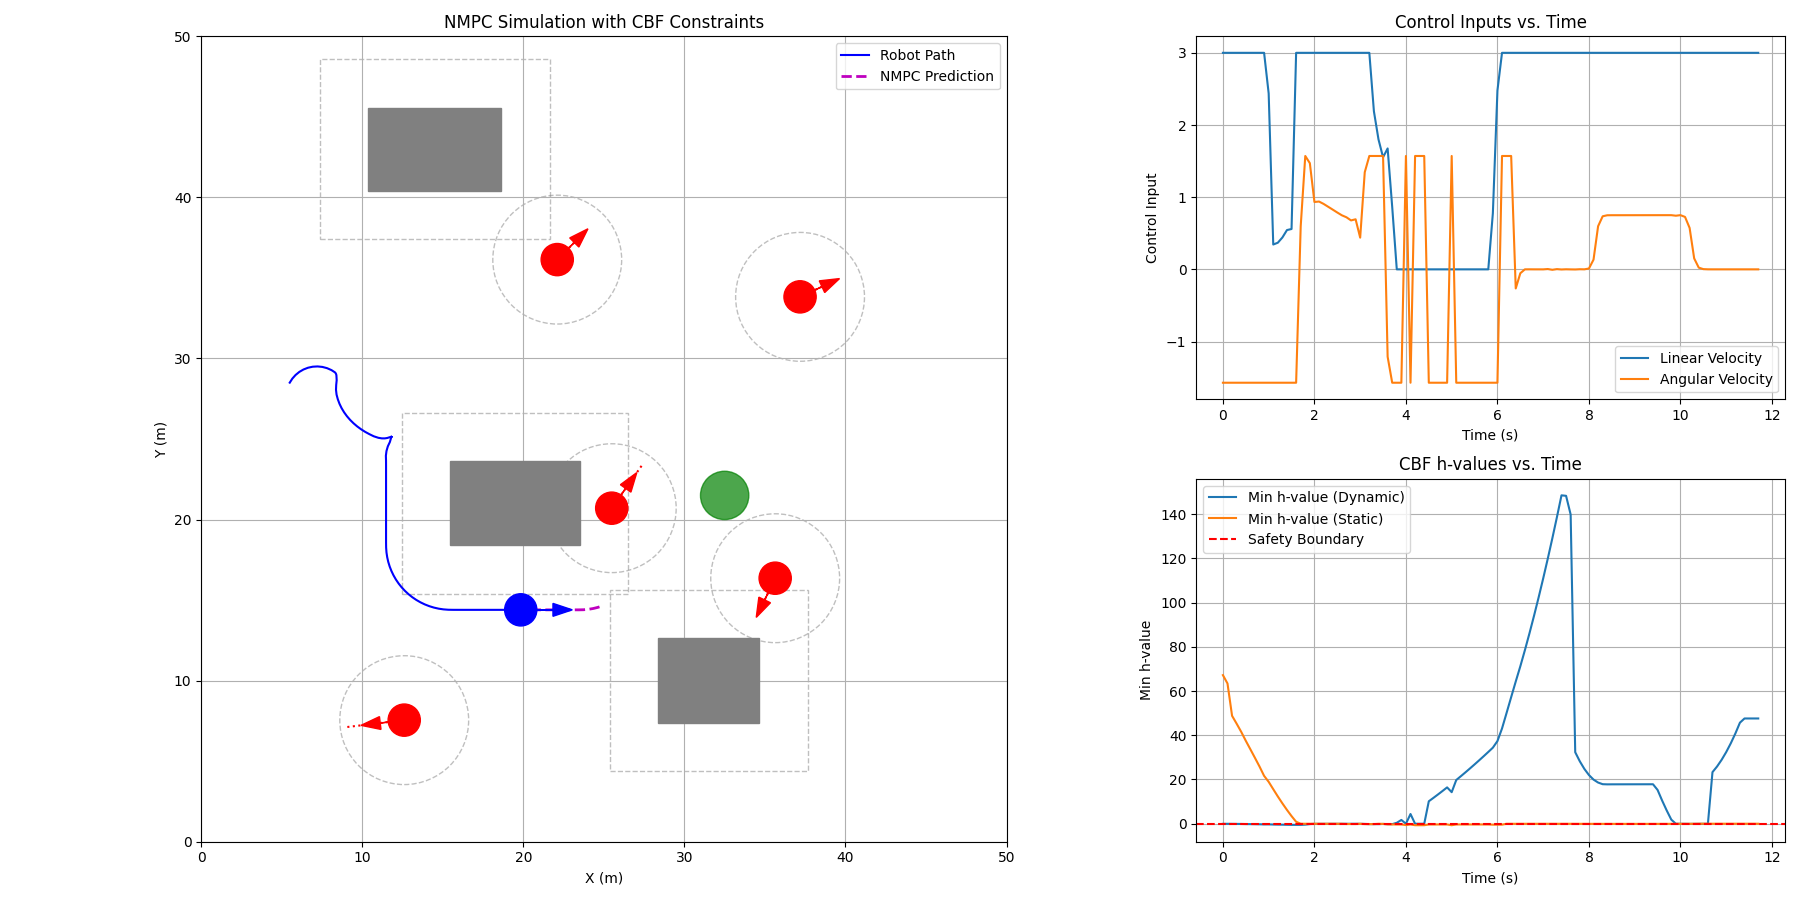 NMPC Simulation with CBF Constraints
Robot Path
NMPC Prediction
50
40
30
20
10
0
Y (m)
0 10 20 30 40 50
X (m)
Control Inputs vs. Time
3
2
1
0
−1
Control Input
Linear Velocity
Angular Velocity
0 2 4 6 8 10 12
Time (s)
CBF h-values vs. Time
Min h-value (Dynamic)
Min h-value (Static)
Safety Boundary
140
120
100
80
60
40
20
0
Min h-value
0 2 4 6 8 10 12
Time (s)